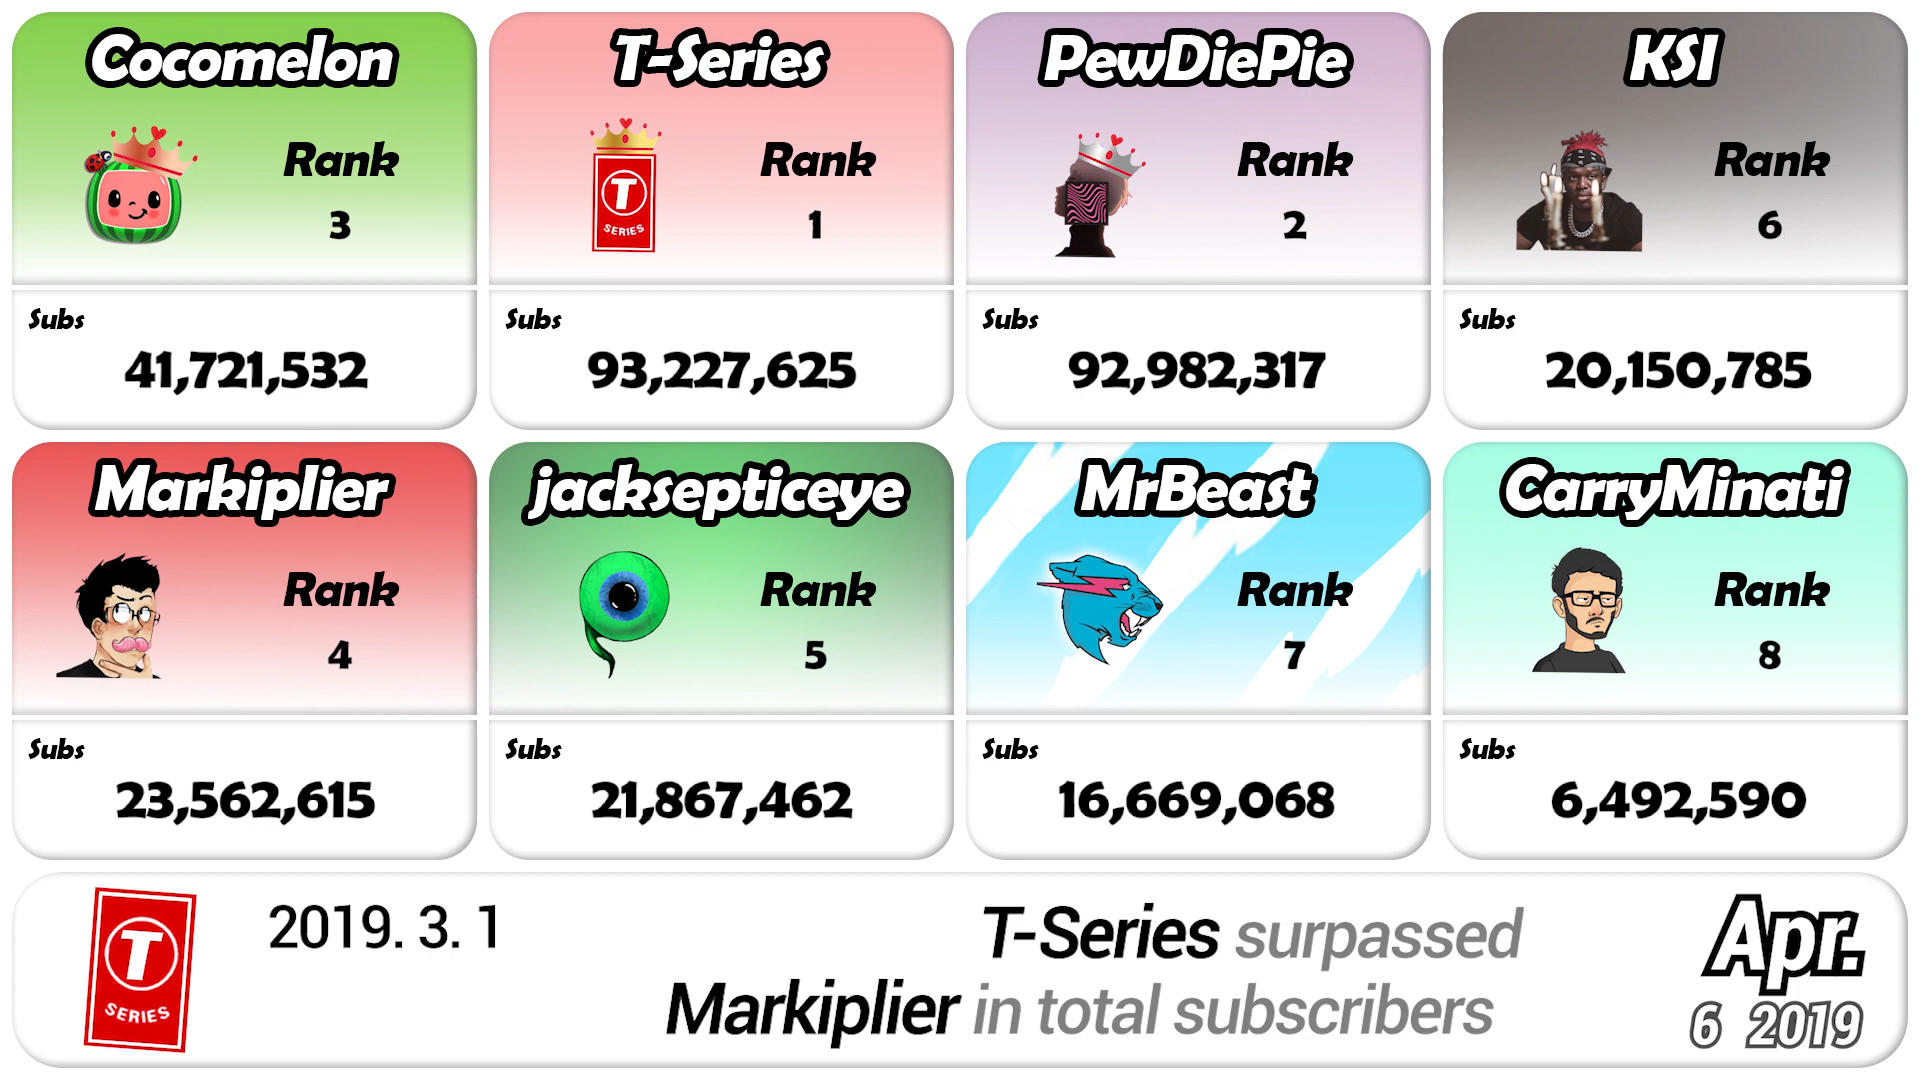 Cocomelon
Rank
3
Subs
41,721,532
T-Series
Rank
1
T
SERIES
Subs
93,227,625
PewDiePie
Rank
2
Subs
92,982,317
KSI
Rank
6
Subs
20,150,785
Markiplier
Rank
4
Subs
23,562,615
jacksepticeye
Rank
5
Subs
21,867,462
MrBeast
Rank
7
Subs
16,669,068
CarryMinati
Rank
8
Subs
6,492,590
T
SERIES
2019. 3. 1
T-Series surpassed
Markiplier in total subscribers
Apr.
6 2019